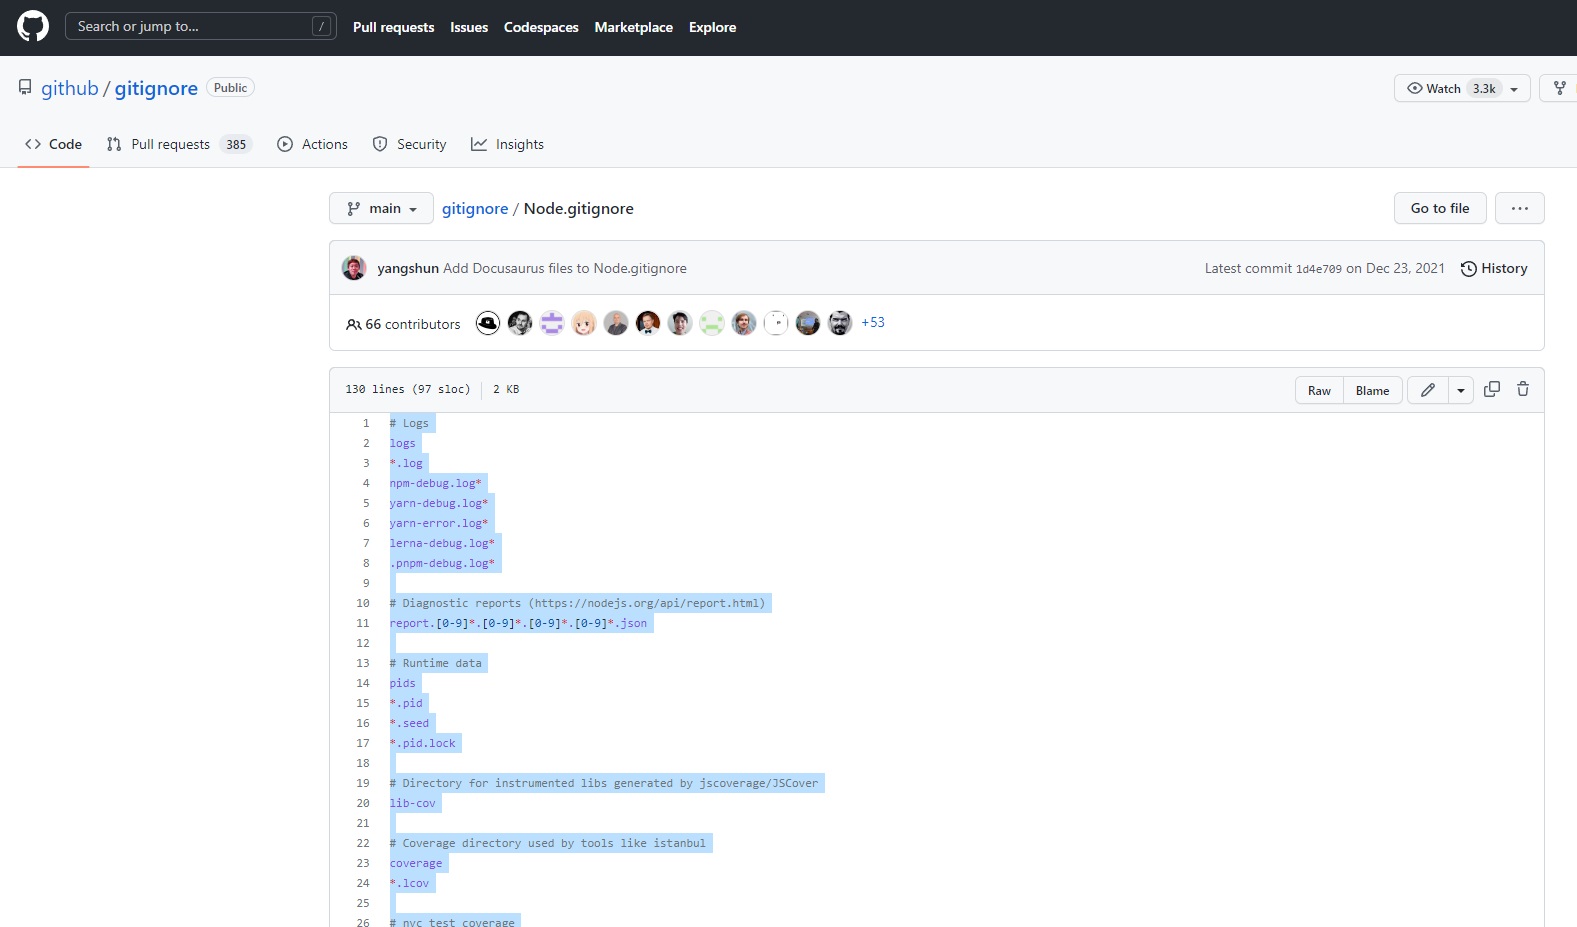 Search or jump to... / Pull requests Issues Codespaces Marketplace Explore
github / gitignore Public Watch 3.3k
Code Pull requests 385 Actions Security Insights
main gitignore / Node.gitignore Go to file ...
yangshun Add Docusaurus files to Node.gitignore Latest commit 1d4e709 on Dec 23, 2021 History
66 contributors +53
130 lines (97 sloc) 2 KB Raw Blame
1 # Logs
2 logs
3 *.log
4 npm-debug.log*
5 yarn-debug.log*
6 yarn-error.log*
7 lerna-debug.log*
8 .pnpm-debug.log*
9
10 # Diagnostic reports (https://nodejs.org/api/report.html)
11 report.[0-9]*.[0-9]*.[0-9]*.[0-9]*.json
12
13 # Runtime data
14 pids
15 *.pid
16 *.seed
17 *.pid.lock
18
19 # Directory for instrumented libs generated by jscoverage/JSCover
20 lib-cov
21
22 # Coverage directory used by tools like istanbul
23 coverage
24 *.lcov
25
26 # nyc test coverage